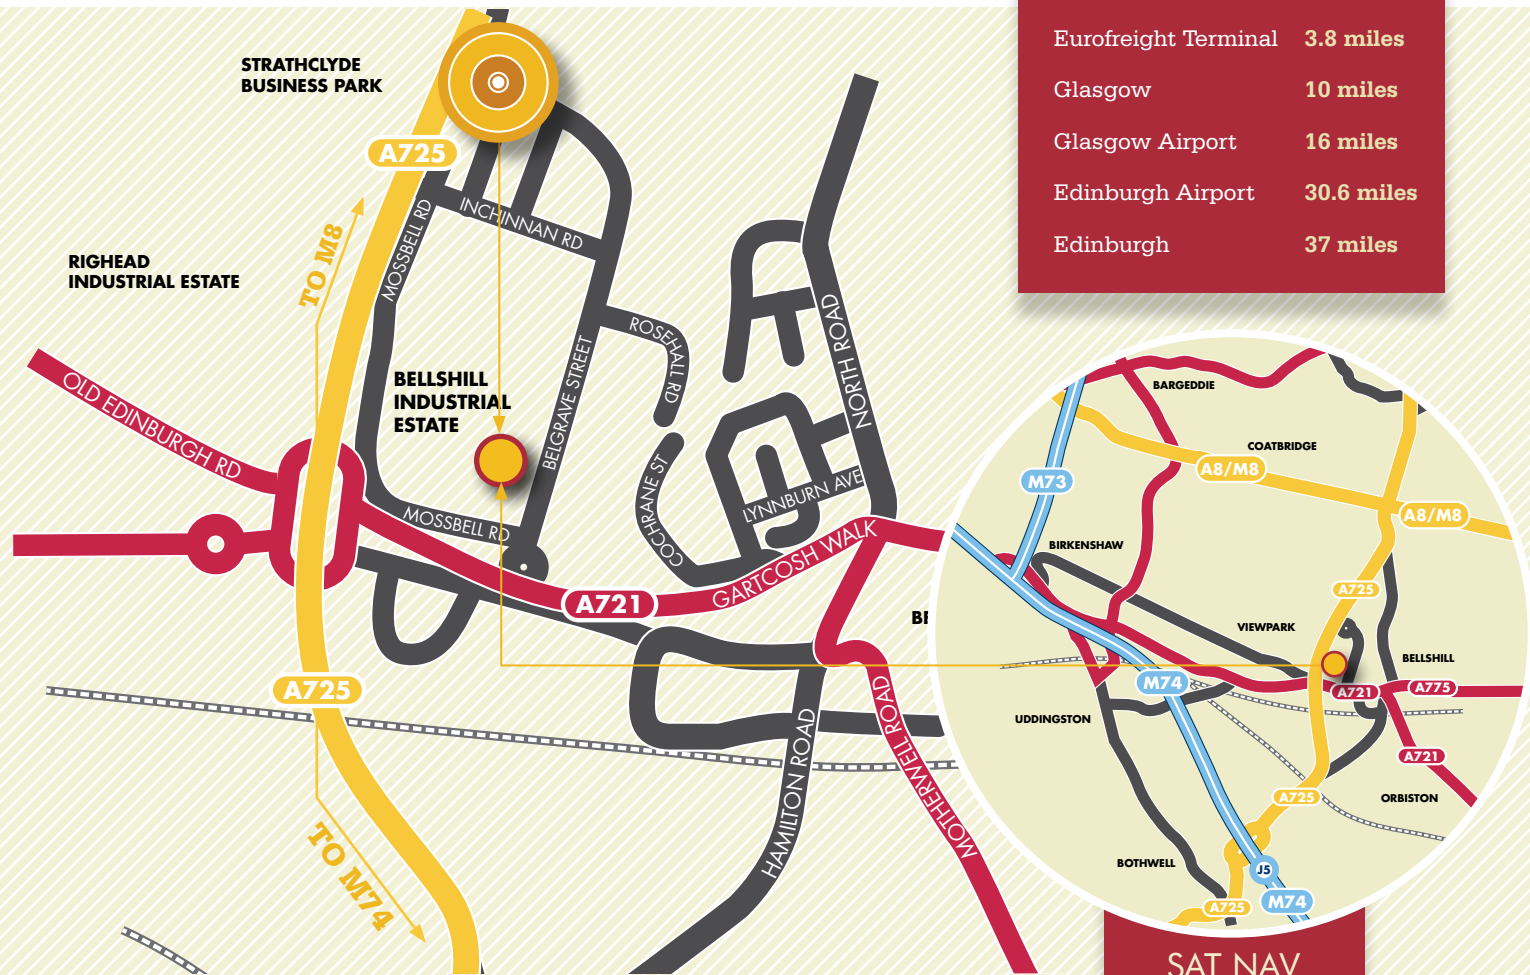 STRATHCLYDE
BUSINESS PARK
A725
Eurofreight Terminal 3.8 miles
Glasgow 10 miles
Glasgow Airport 16 miles
Edinburgh Airport 30.6 miles
Edinburgh 37 miles
INCHINNAN RD
MOSSBELL RD
TO M8
RIGHEAD
INDUSTRIAL ESTATE
ROSEHALL RD
NORTH ROAD
BELGRAVE STREET
BELLSHILL
INDUSTRIAL
ESTATE
OLD EDINBURGH RD
COCHRANE ST
LYNNBURN AVE
MOSSBELL RD
GARTCOSH WALK
A721
A725
HAMILTON ROAD
MOTHERWELL ROAD
TO M74
BARGEDDIE
COATBRIDGE
A8/M8
M73
A8/M8
BIRKENSHAW
A725
VIEWPARK
BELLSHILL
M74
A721
A775
UDDINGSTON
A721
A725
ORBISTON
BOTHWELL
J5
M74
A725
SAT NAV